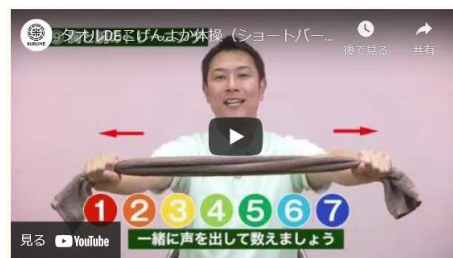 タオルDEこげんよか体操（ショートバー...
後で見る
共有
KURUME
1 2 3 4 5 6 7
一緒に声を出して数えましょう
見る YouTube